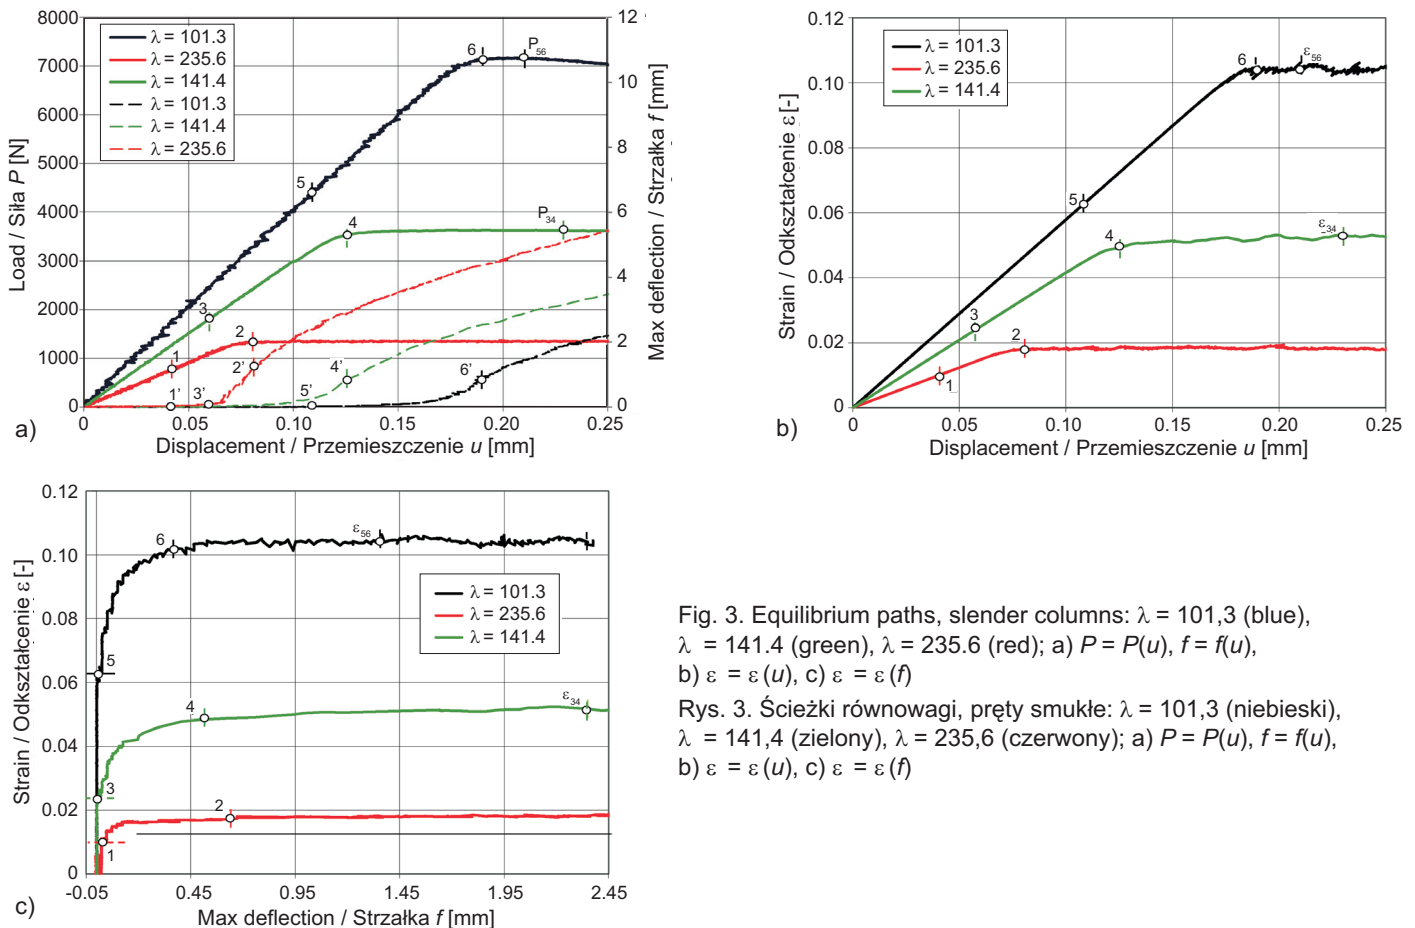 8000
7000
6000
5000
4000
3000
2000
1000
0
Load / Siła P [N]
λ = 101.3
λ = 235.6
λ = 141.4
λ = 101.3
λ = 141.4
λ = 235.6
6
P56
5
4
P34
3
2
1
1'
3'
2'
5'
4'
6'
12
10
8
6
4
2
0
Max deflection / Strzałka f [mm]
0
0.05
0.10
0.15
0.20
0.25
a)
Displacement / Przemieszczenie u [mm]
0.12
0.10
0.08
0.06
0.04
0.02
0
Strain / Odkształcenie ε [-]
λ = 101.3
λ = 235.6
λ = 141.4
6
ε56
5
4
ε34
3
2
1
0
0.05
0.10
0.15
0.20
0.25
b)
Displacement / Przemieszczenie u [mm]
0.12
0.10
0.08
0.06
0.04
0.02
0
Strain / Odkształcenie ε [-]
6
ε56
λ = 101.3
λ = 235.6
λ = 141.4
5
4
ε34
3
2
1
-0.05
0.45
0.95
1.45
1.95
2.45
c)
Max deflection / Strzałka f [mm]
Fig. 3. Equilibrium paths, slender columns: λ = 101,3 (blue),
λ = 141.4 (green), λ = 235.6 (red); a) P = P(u), f = f(u),
b) ε = ε(u), c) ε = ε(f)
Rys. 3. Ścieżki równowagi, pręty smukłe: λ = 101,3 (niebieski),
λ = 141,4 (zielony), λ = 235,6 (czerwony); a) P = P(u), f = f(u),
b) ε = ε(u), c) ε = ε(f)